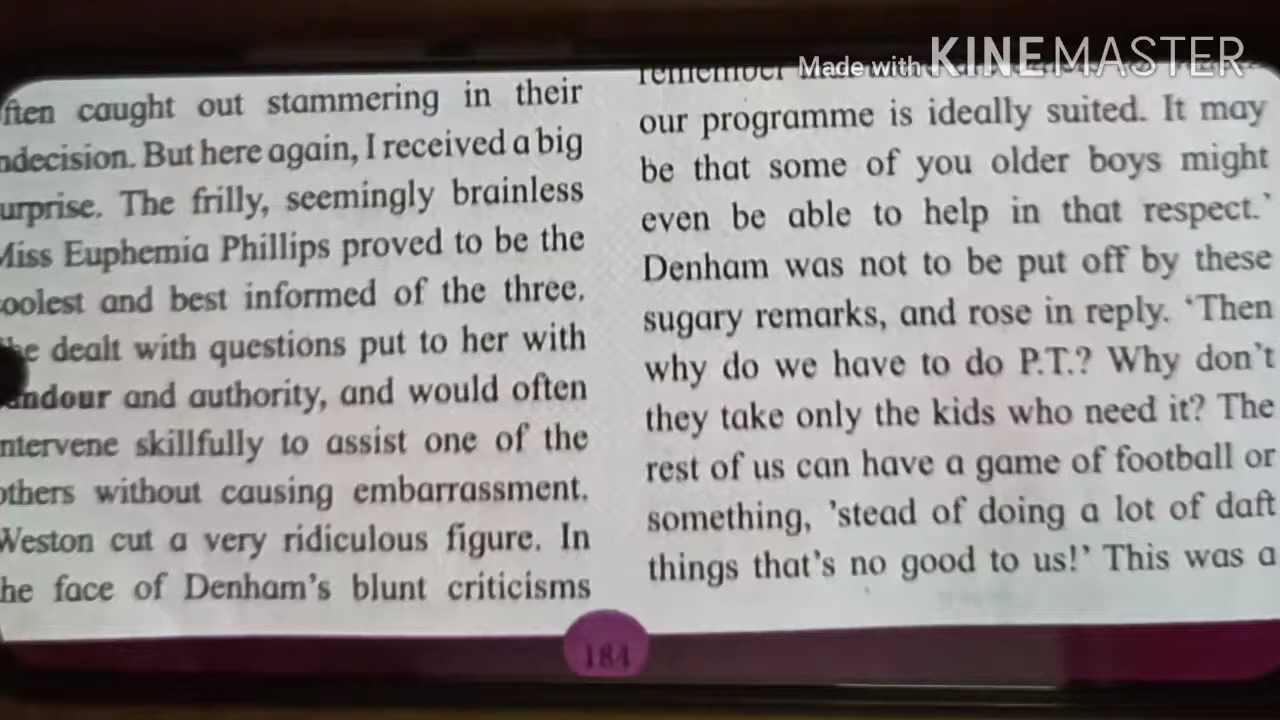 Made with KINEMASTER
ften caught out stammering in their
ndecision. But here again, I received a big
urprise. The frilly, seemingly brainless
Miss Euphemia Phillips proved to be the
oolest and best informed of the three.
he dealt with questions put to her with
andour and authority, and would often
ntervene skillfully to assist one of the
others without causing embarrassment.
Weston cut a very ridiculous figure. In
he face of Denham's blunt criticisms
remember
our programme is ideally suited. It may
be that some of you older boys might
even be able to help in that respect.'
Denham was not to be put off by these
sugary remarks, and rose in reply. 'Then
why do we have to do P.T.? Why don't
they take only the kids who need it? The
rest of us can have a game of football or
something, 'stead of doing a lot of daft
things that's no good to us!' This was a
184